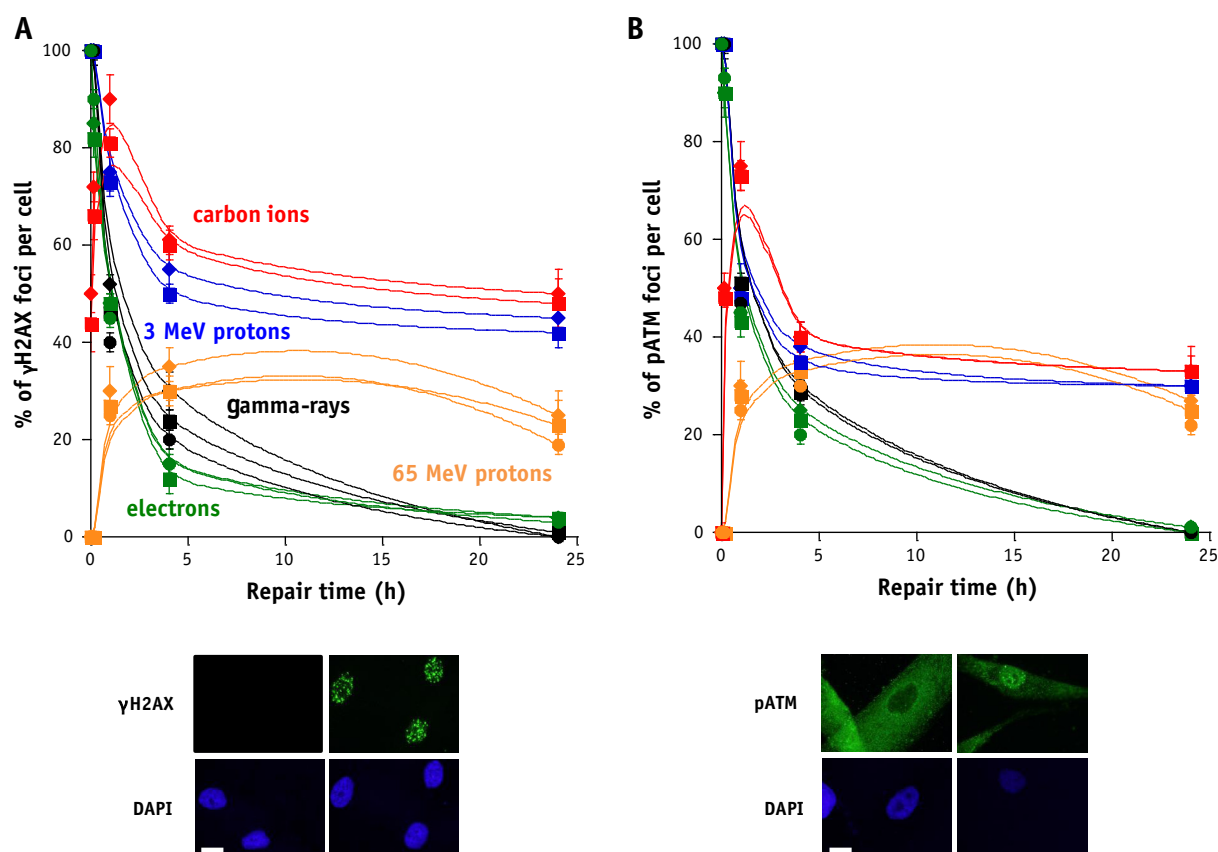 A
% of γH2AX foci per cell
100
80
60
40
20
0
carbon ions
3 MeV protons
gamma-rays
65 MeV protons
electrons
0 5 10 15 20 25
Repair time (h)
γH2AX
DAPI
B
% of pATM foci per cell
100
80
60
40
20
0
0 5 10 15 20 25
Repair time (h)
pATM
DAPI